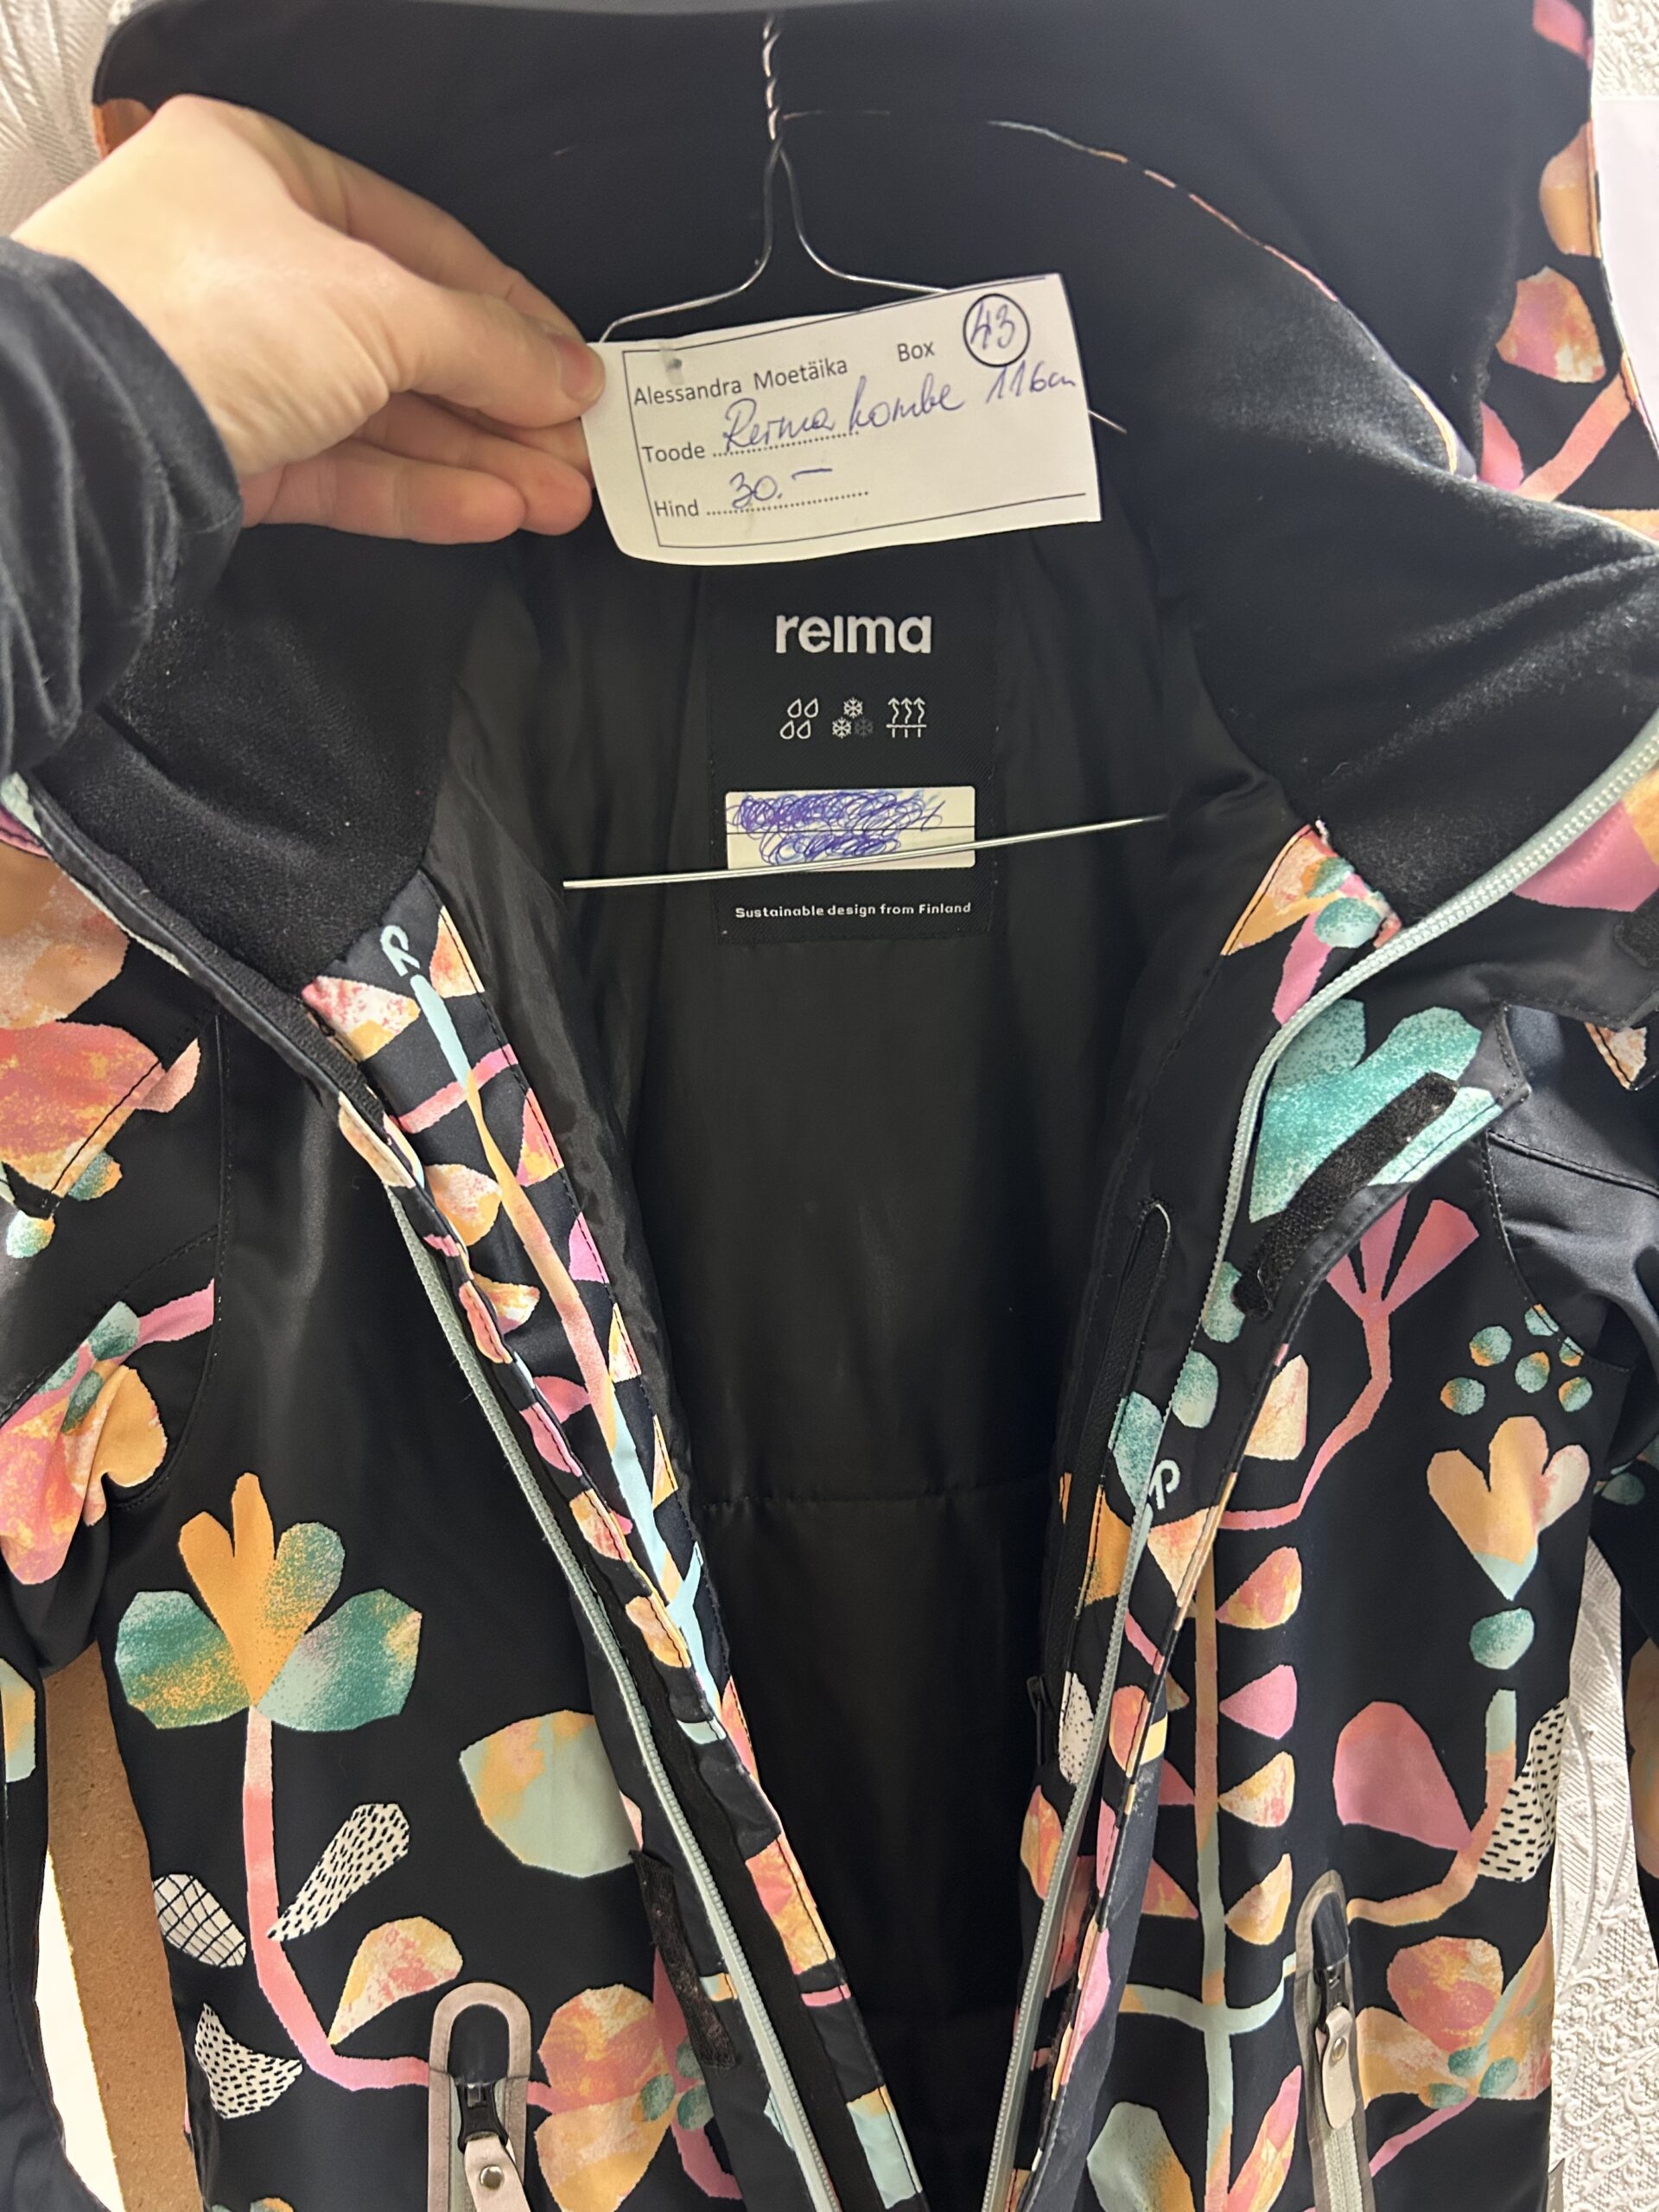 Alessandra Moetäika Box 43
Toode Reima kombe 116cm
Hind 30.-
reima
Sustainable design from Finland